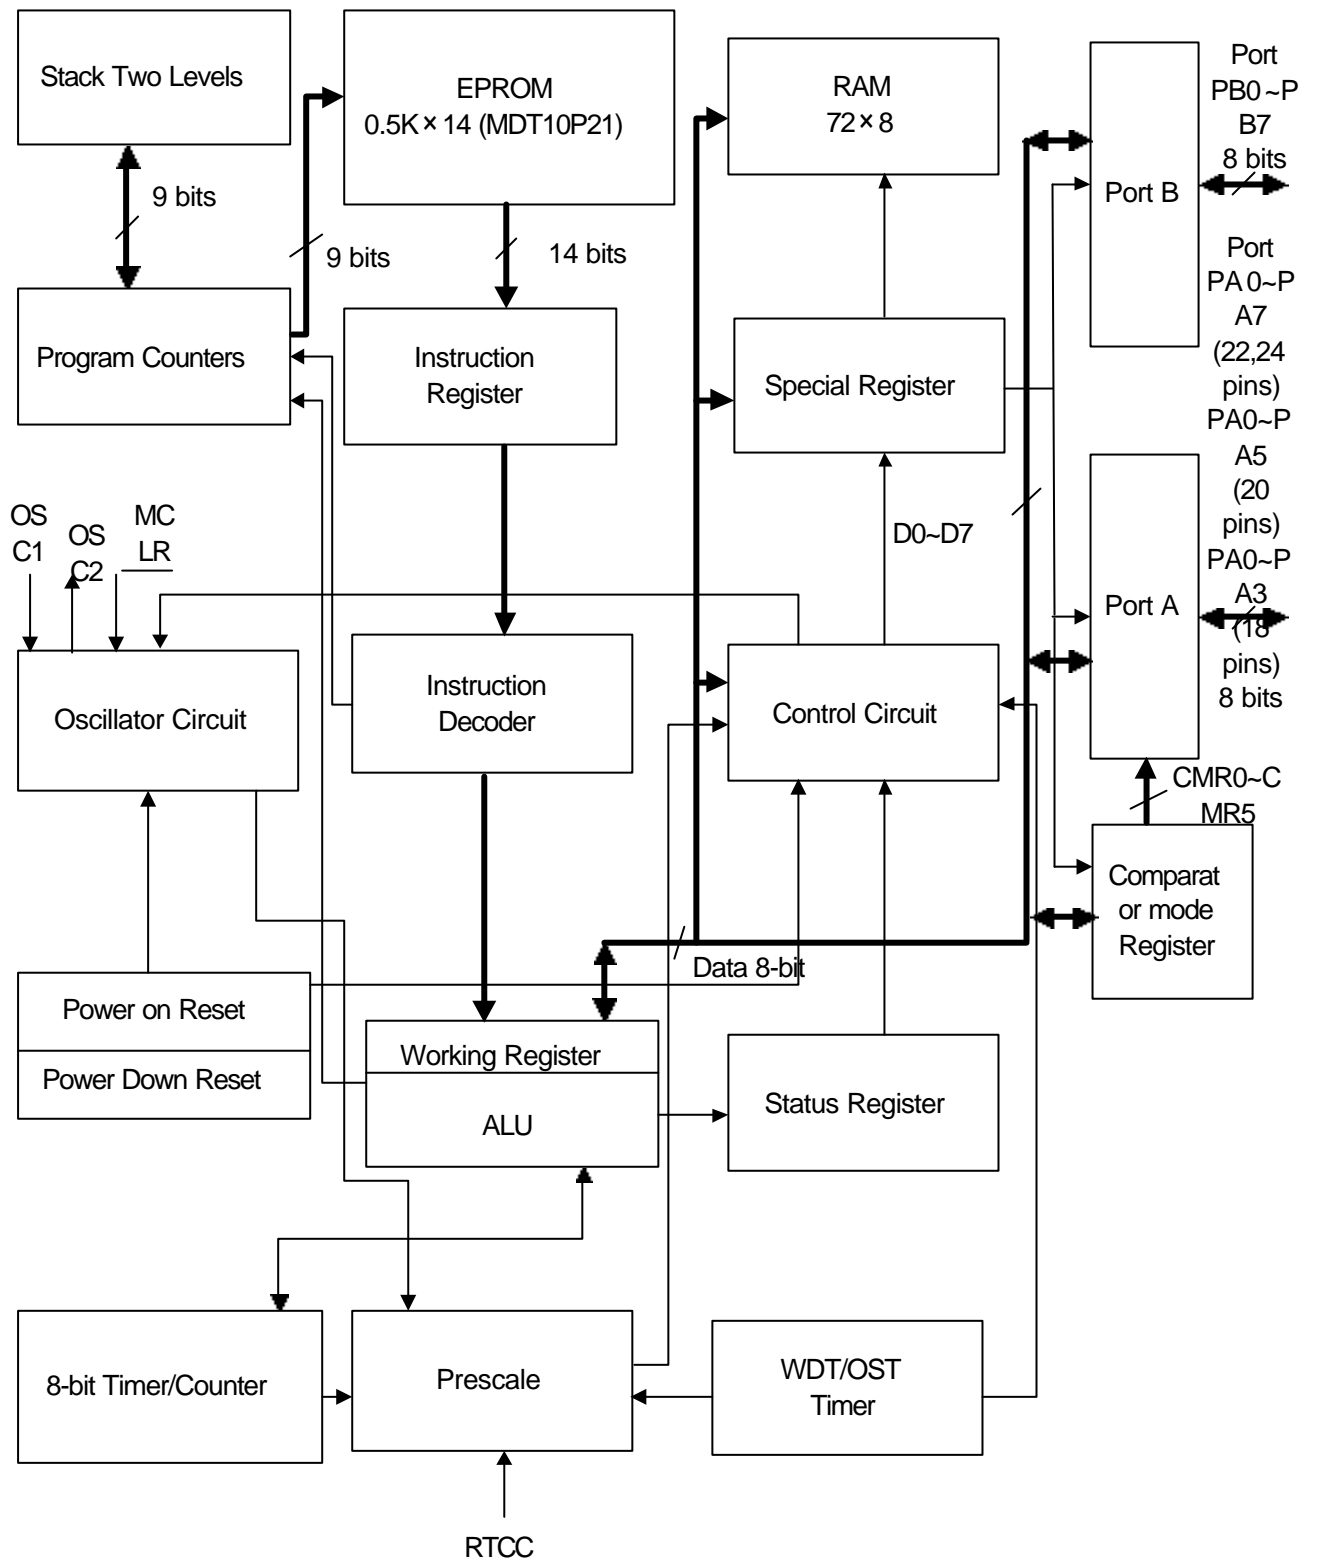 Stack Two Levels
9 bits
EPROM
0.5K × 14 (MDT10P21)
9 bits
14 bits
RAM
72 × 8
Port B
Port
PB0 ~P
B7
8 bits
Program Counters
Instruction
Register
Special Register
D0~D7
Port A
Port
PA 0~P
A7
(22,24
pins)
PA0~P
A5
(20
pins)
PA0~P
A3
(18
pins)
8 bits
OS
C1
OS
C2
MC
LR
Oscillator Circuit
Instruction
Decoder
Control Circuit
CMR0~C
MR5
Comparat
or mode
Register
Data 8-bit
Power on Reset
Power Down Reset
Working Register
ALU
Status Register
8-bit Timer/Counter
Prescale
WDT/OST
Timer
RTCC